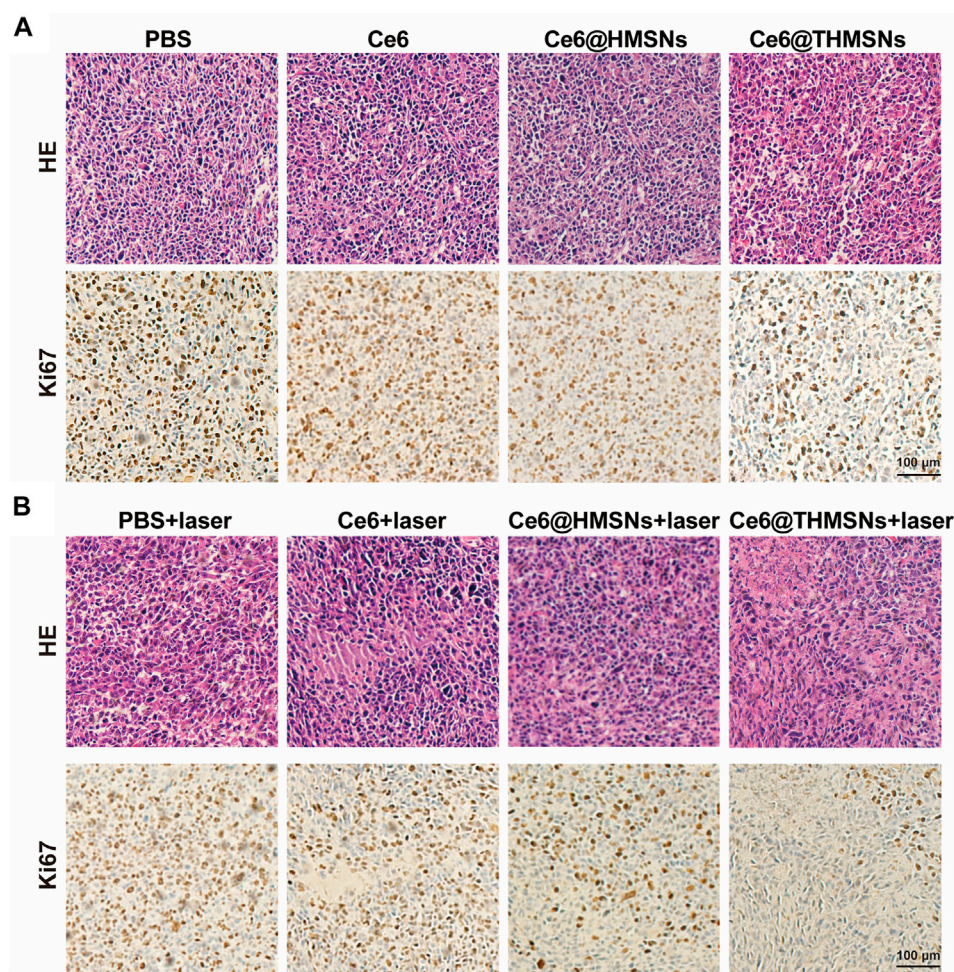 A
PBS Ce6 Ce6@HMSNs Ce6@THMSNs
HE
Ki67
100 μm
B
PBS+laser Ce6+laser Ce6@HMSNs+laser Ce6@THMSNs+laser
HE
Ki67
100 μm